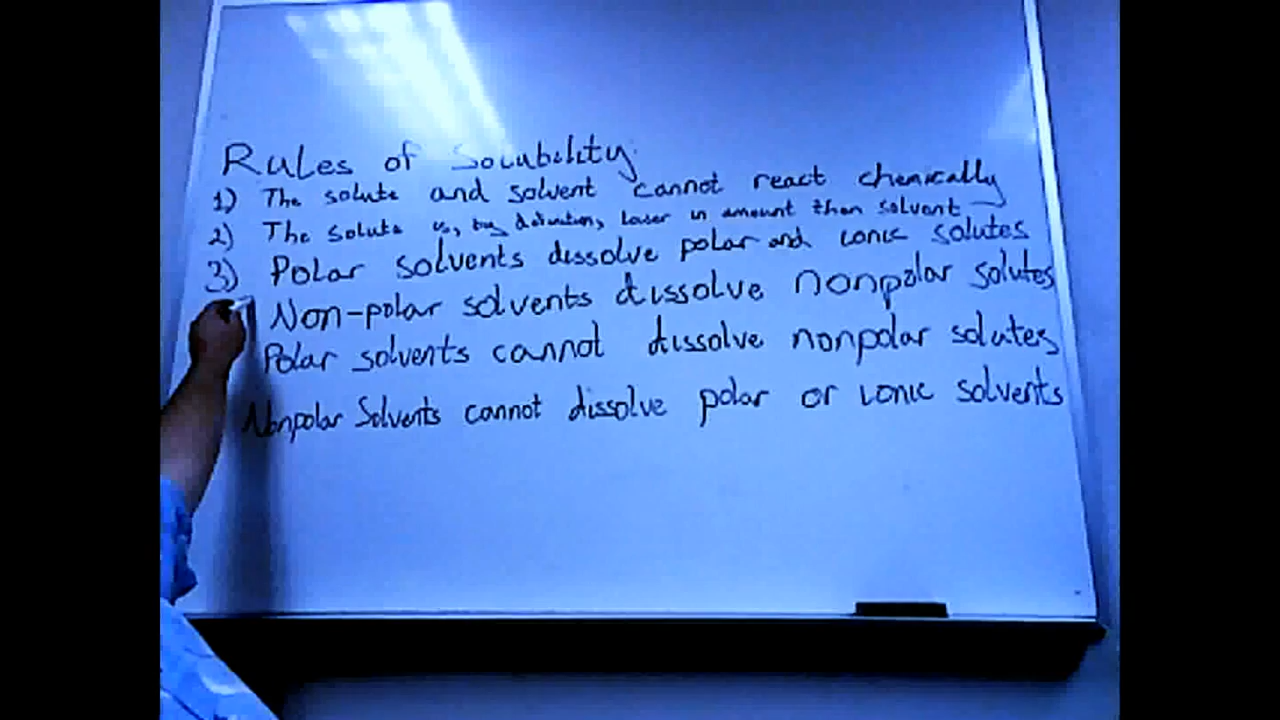 Rules of Solubility
1) The solute and solvent cannot react chemically
2) The solute is, by definition, lower in amount than solvent
3) Polar solvents dissolve polar and ionic solutes
Non-polar solvents dissolve nonpolar solutes
Polar solvents cannot dissolve nonpolar solutes
Nonpolar Solvents cannot dissolve polar or ionic solvents